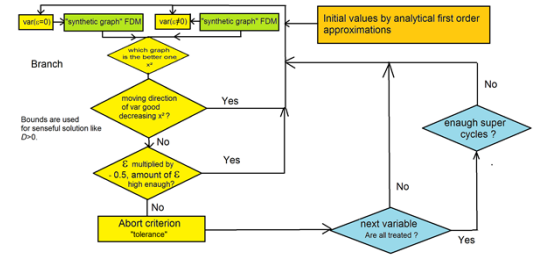 var(ε=0)
"synthetic graph" FDM
var(ε≠0)
"synthetic graph" FDM
Initial values by analytical first order
approximations
which graph
is the better one,
x²
Branch
moving direction
of var good
decreasing x²?
Yes
Bounds are used
for senseful solution like
D>0.
No
ε multiplied by
- 0.5, amount of ε
high enaugh?
Yes
No
Abort criterion
"tolerance"
next variable
Are all treated ?
No
Yes
enaugh super
cycles ?
No